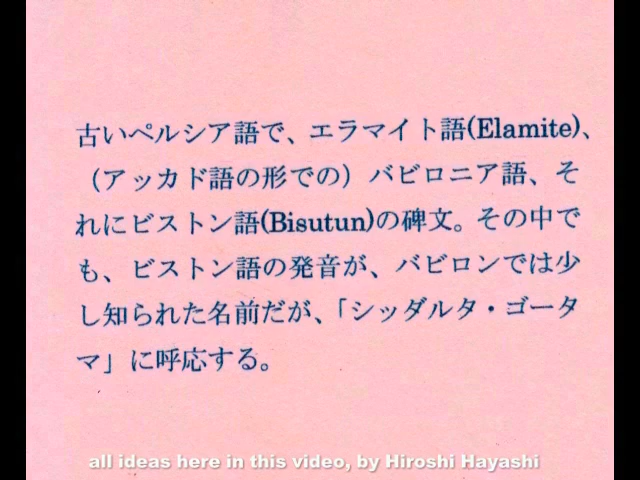 古いペルシア語で、エラマイト語(Elamite)、
（アッカド語の形での）バビロニア語、そ
れにビストン語(Bisutun)の碑文。その中で
も、ビストン語の発音が、バビロンでは少
し知られた名前だが、「シッダルタ・ゴータ
マ」に呼応する。
all ideas here in this video, by Hiroshi Hayashi